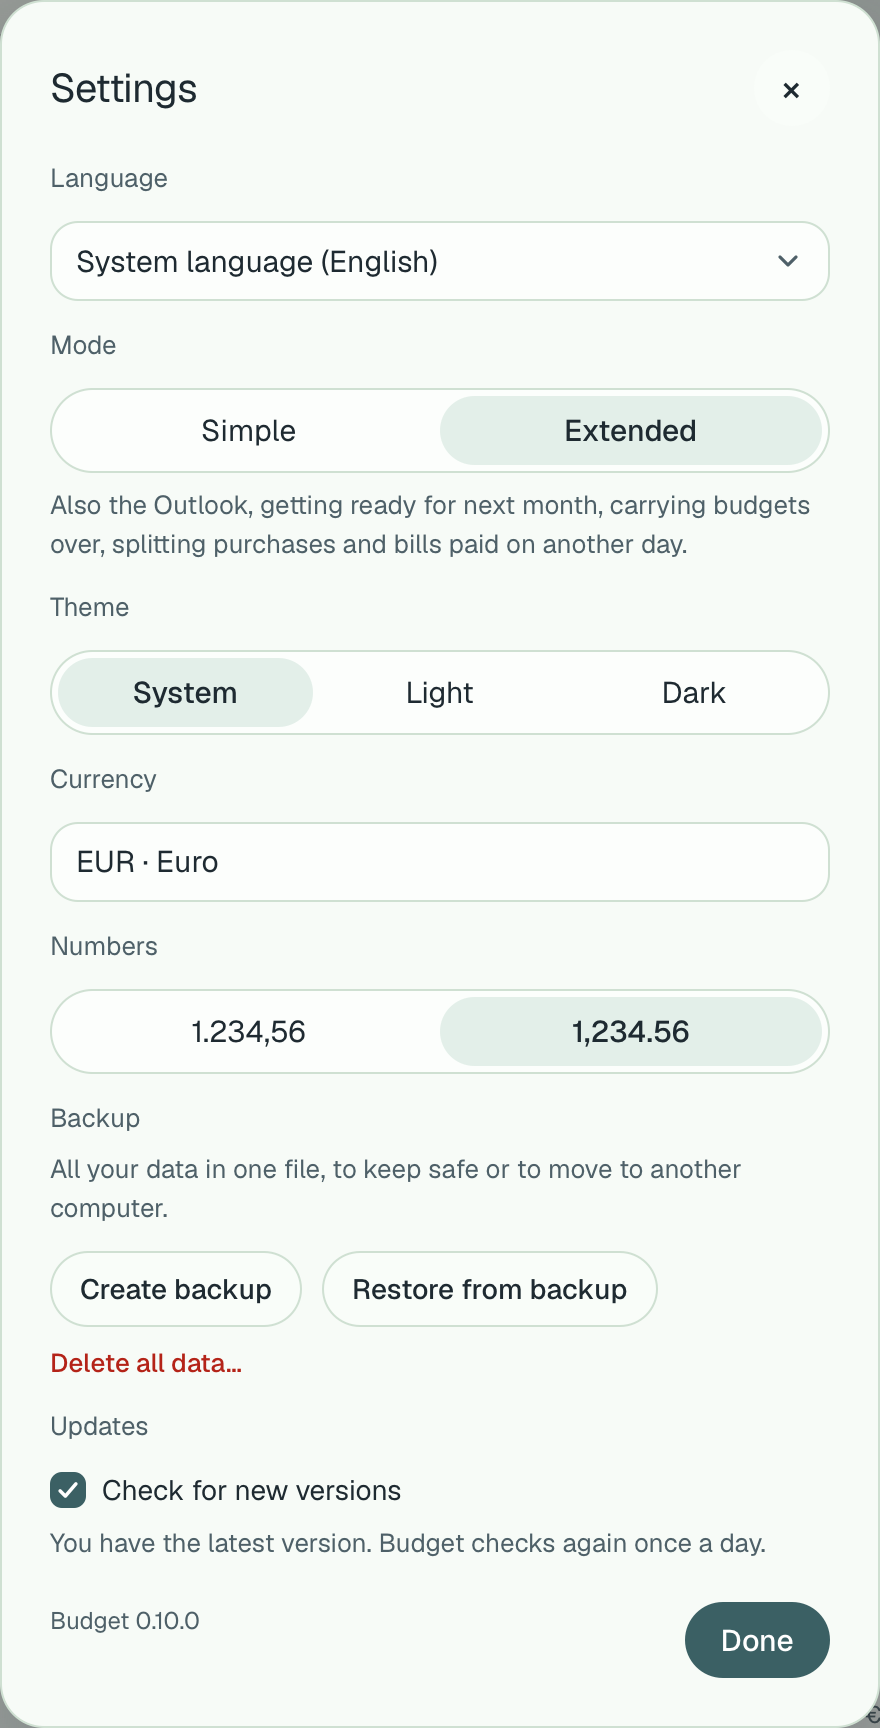 Settings
×
Language
System language (English)
Mode
Simple
Extended
Also the Outlook, getting ready for next month, carrying budgets
over, splitting purchases and bills paid on another day.
Theme
System
Light
Dark
Currency
EUR · Euro
Numbers
1.234,56
1,234.56
Backup
All your data in one file, to keep safe or to move to another
computer.
Create backup
Restore from backup
Delete all data…
Updates
Check for new versions
You have the latest version. Budget checks again once a day.
Budget 0.10.0
Done
€